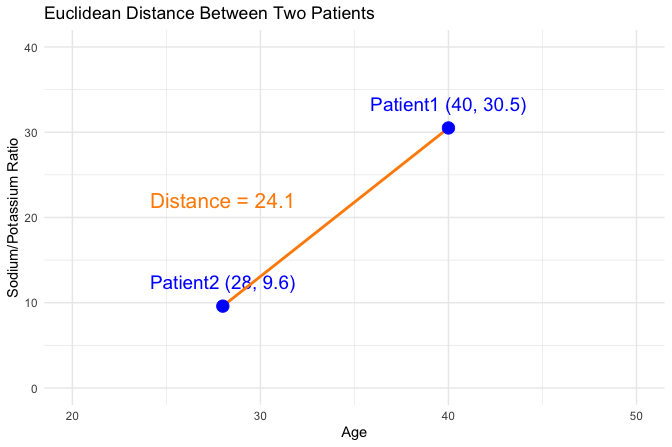 Euclidean Distance Between Two Patients
40
30
20
10
0
Sodium/Potassium Ratio
Patient1 (40, 30.5)
Distance = 24.1
Patient2 (28, 9.6)
20 30 40 50
Age